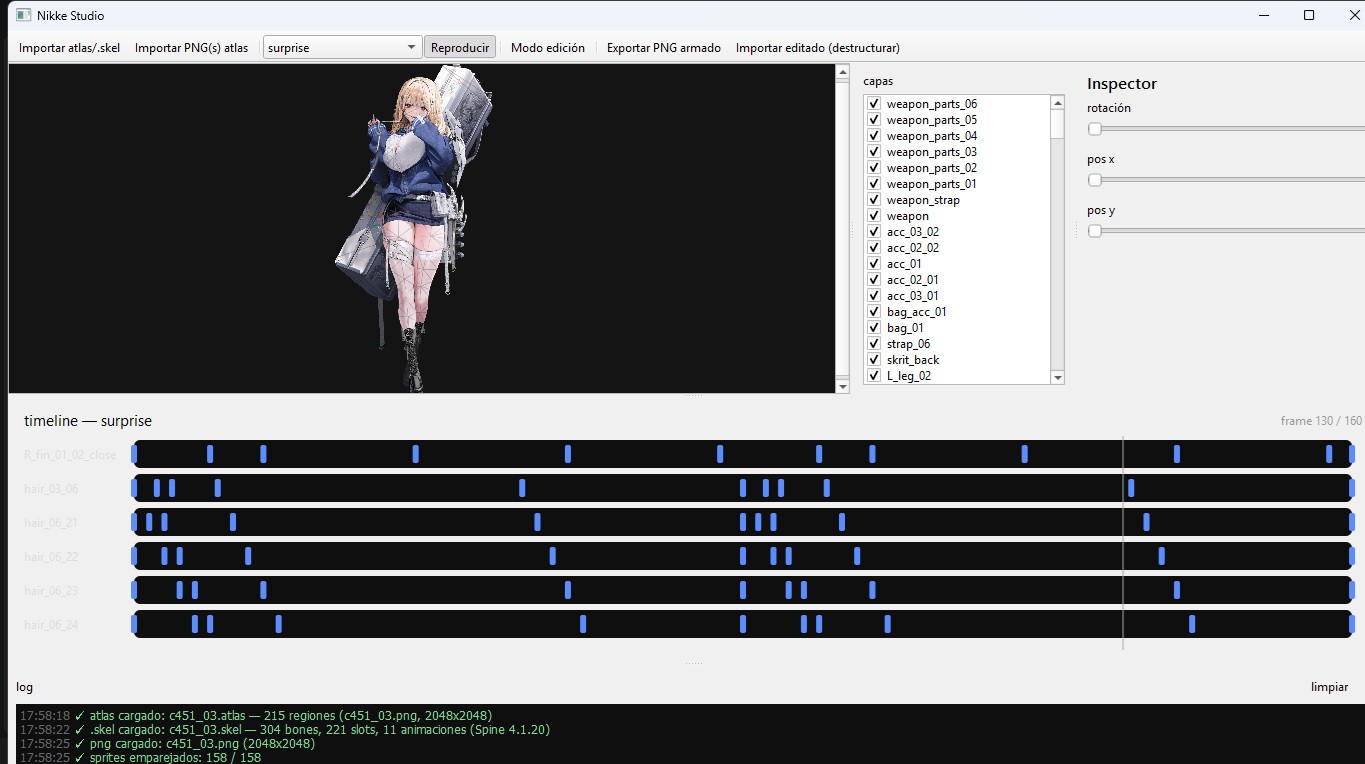 Nikke Studio
Importar atlas/.skel Importar PNG(s) atlas surprise Reproducir Modo edición Exportar PNG armado Importar editado (destructurar)
capas
weapon_parts_06
weapon_parts_05
weapon_parts_04
weapon_parts_03
weapon_parts_02
weapon_parts_01
weapon_strap
weapon
acc_03_02
acc_02_02
acc_01
acc_02_01
acc_03_01
bag_acc_01
bag_01
strap_06
skrit_back
L_leg_02
Inspector
rotación
pos x
pos y
timeline — surprise
frame 130 / 160
R_fin_01_02_close
hair_03_06
hair_06_21
hair_06_22
hair_06_23
hair_06_24
log
limpiar
17:58:18 ✓ atlas cargado: c451_03.atlas — 215 regiones (c451_03.png, 2048x2048)
17:58:22 ✓ .skel cargado: c451_03.skel — 304 bones, 221 slots, 11 animaciones (Spine 4.1.20)
17:58:25 ✓ png cargado: c451_03.png (2048x2048)
17:58:25 ✓ sprites emparejados: 158 / 158